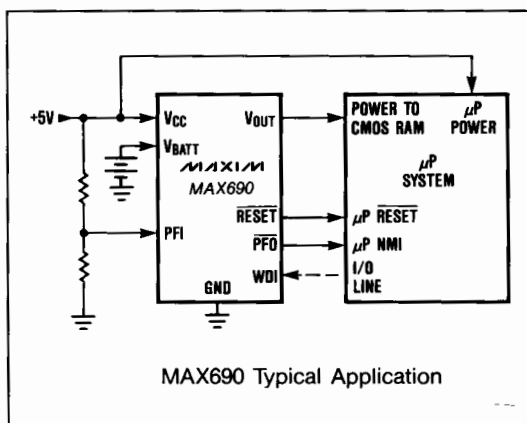 +5V
VCC
VBATT
VOUT
MAXIM
MAX690
RESET
PFI
PFO
WDI
GND
POWER TO
CMOS RAM
μP
POWER
μP
SYSTEM
μP RESET
μP NMI
I/O
LINE
MAX690 Typical Application